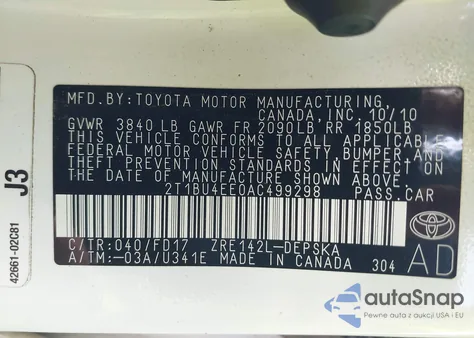 MFD.BY:TOYOTA MOTOR MANUFACTURING,
CANADA, INC. 10/10
GVWR 3840 LB GAWR FR 2090LB RR 1850LB
THIS VEHICLE CONFORMS TO ALL APPLICABLE
FEDERAL MOTOR VEHICLE SAFETY, BUMPER, AND
THEFT PREVENTION STANDARDS IN EFFECT ON
THE DATE OF MANUFACTURE SHOWN ABOVE.
2T1BU4EE0AC499298 PASS.CAR
C/TR:040/FD17 ZRE142L-DEPSKA
A/TM:-03A/U341E MADE IN CANADA 304
TOYOTA
AD
J3
42661-02C81
autoSnap
Pewne auta z aukcji USA i EU